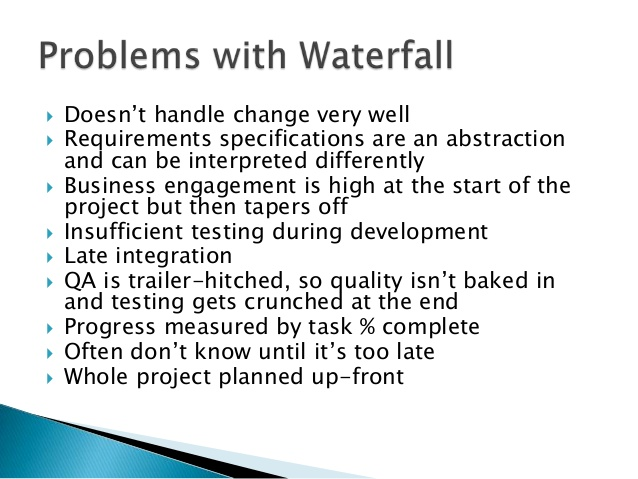 Problems with Waterfall
Doesn’t handle change very well
Requirements specifications are an abstraction
and can be interpreted differently
Business engagement is high at the start of the
project but then tapers off
Insufficient testing during development
Late integration
QA is trailer-hitched, so quality isn’t baked in
and testing gets crunched at the end
Progress measured by task % complete
Often don’t know until it’s too late
Whole project planned up-front